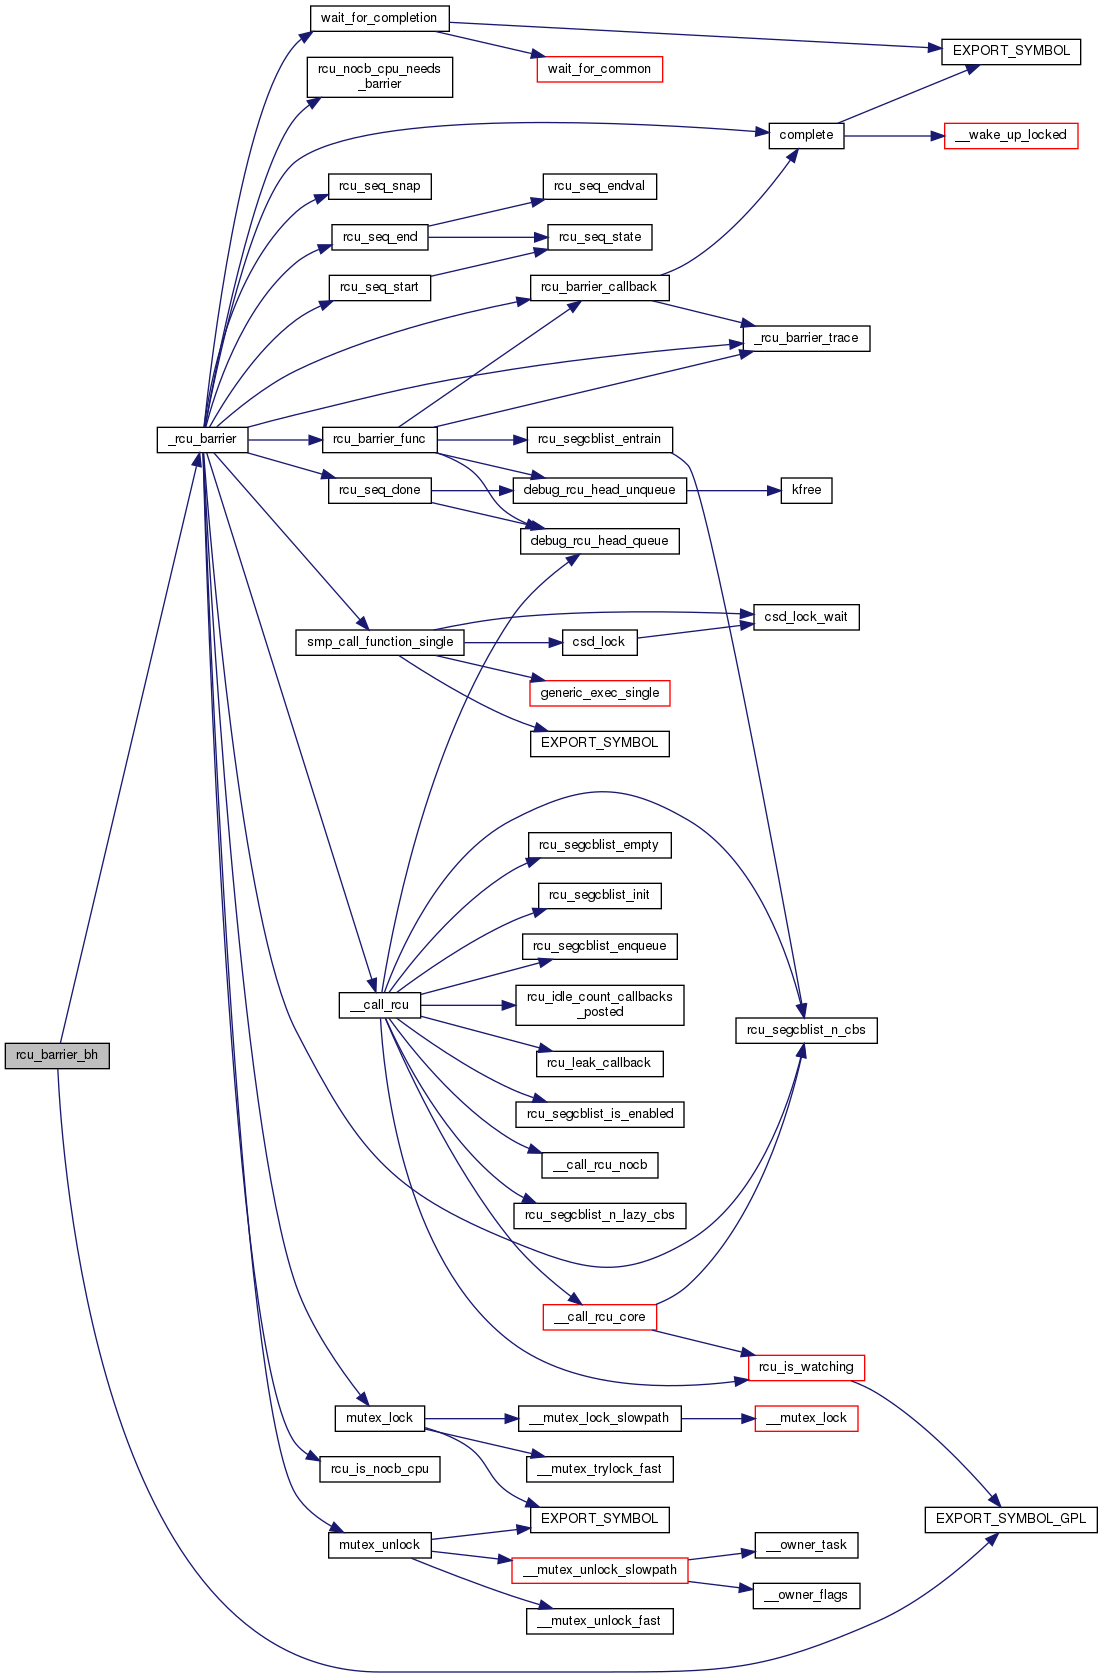 wait_for_completion
EXPORT_SYMBOL
wait_for_common
rcu_nocb_cpu_needs
_barrier
complete
__wake_up_locked
rcu_seq_snap
rcu_seq_endval
rcu_seq_end
rcu_seq_state
rcu_seq_start
rcu_barrier_callback
_rcu_barrier_trace
_rcu_barrier
rcu_barrier_func
rcu_segcblist_entrain
rcu_seq_done
debug_rcu_head_unqueue
kfree
debug_rcu_head_queue
csd_lock_wait
smp_call_function_single
csd_lock
generic_exec_single
EXPORT_SYMBOL
rcu_segcblist_empty
rcu_segcblist_init
rcu_segcblist_enqueue
__call_rcu
rcu_idle_count_callbacks
_posted
rcu_segcblist_n_cbs
rcu_barrier_bh
rcu_leak_callback
rcu_segcblist_is_enabled
__call_rcu_nocb
rcu_segcblist_n_lazy_cbs
__call_rcu_core
rcu_is_watching
mutex_lock
__mutex_lock_slowpath
__mutex_lock
rcu_is_nocb_cpu
__mutex_trylock_fast
EXPORT_SYMBOL
EXPORT_SYMBOL_GPL
mutex_unlock
__owner_task
__mutex_unlock_slowpath
__owner_flags
__mutex_unlock_fast